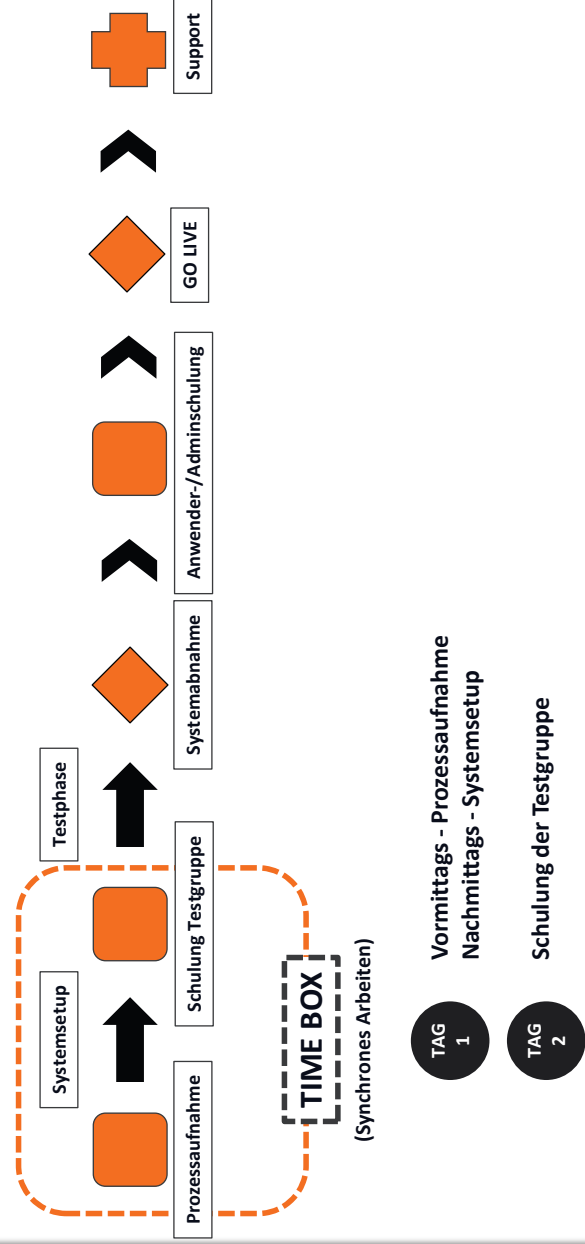 Systemsetup
Testphase
Prozessaufnahme
Schulung Testgruppe
Systemabnahme
Anwender-/Adminschulung
GO LIVE
Support
TIME BOX
(Synchrones Arbeiten)
TAG
1
Vormittags - Prozessaufnahme
Nachmittags - Systemsetup
TAG
2
Schulung der Testgruppe